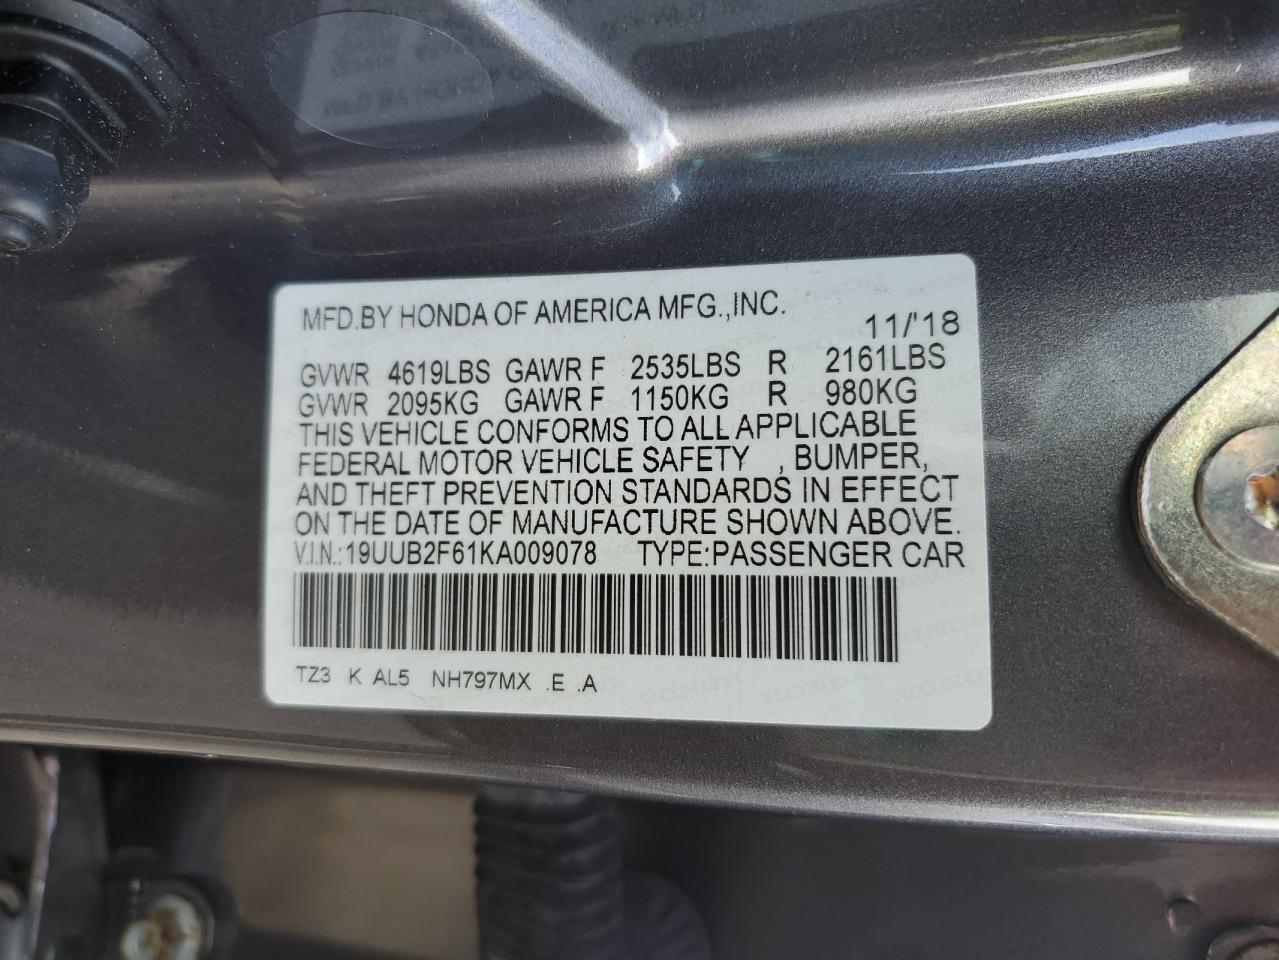 MFD.BY HONDA OF AMERICA MFG.,INC.
11/'18
GVWR 4619LBS GAWR F 2535LBS R 2161LBS
GVWR 2095KG GAWR F 1150KG R 980KG
THIS VEHICLE CONFORMS TO ALL APPLICABLE
FEDERAL MOTOR VEHICLE SAFETY , BUMPER,
AND THEFT PREVENTION STANDARDS IN EFFECT
ON THE DATE OF MANUFACTURE SHOWN ABOVE.
V.I.N.:19UUB2F61KA009078 TYPE:PASSENGER CAR
TZ3 K AL5 NH797MX .E .A